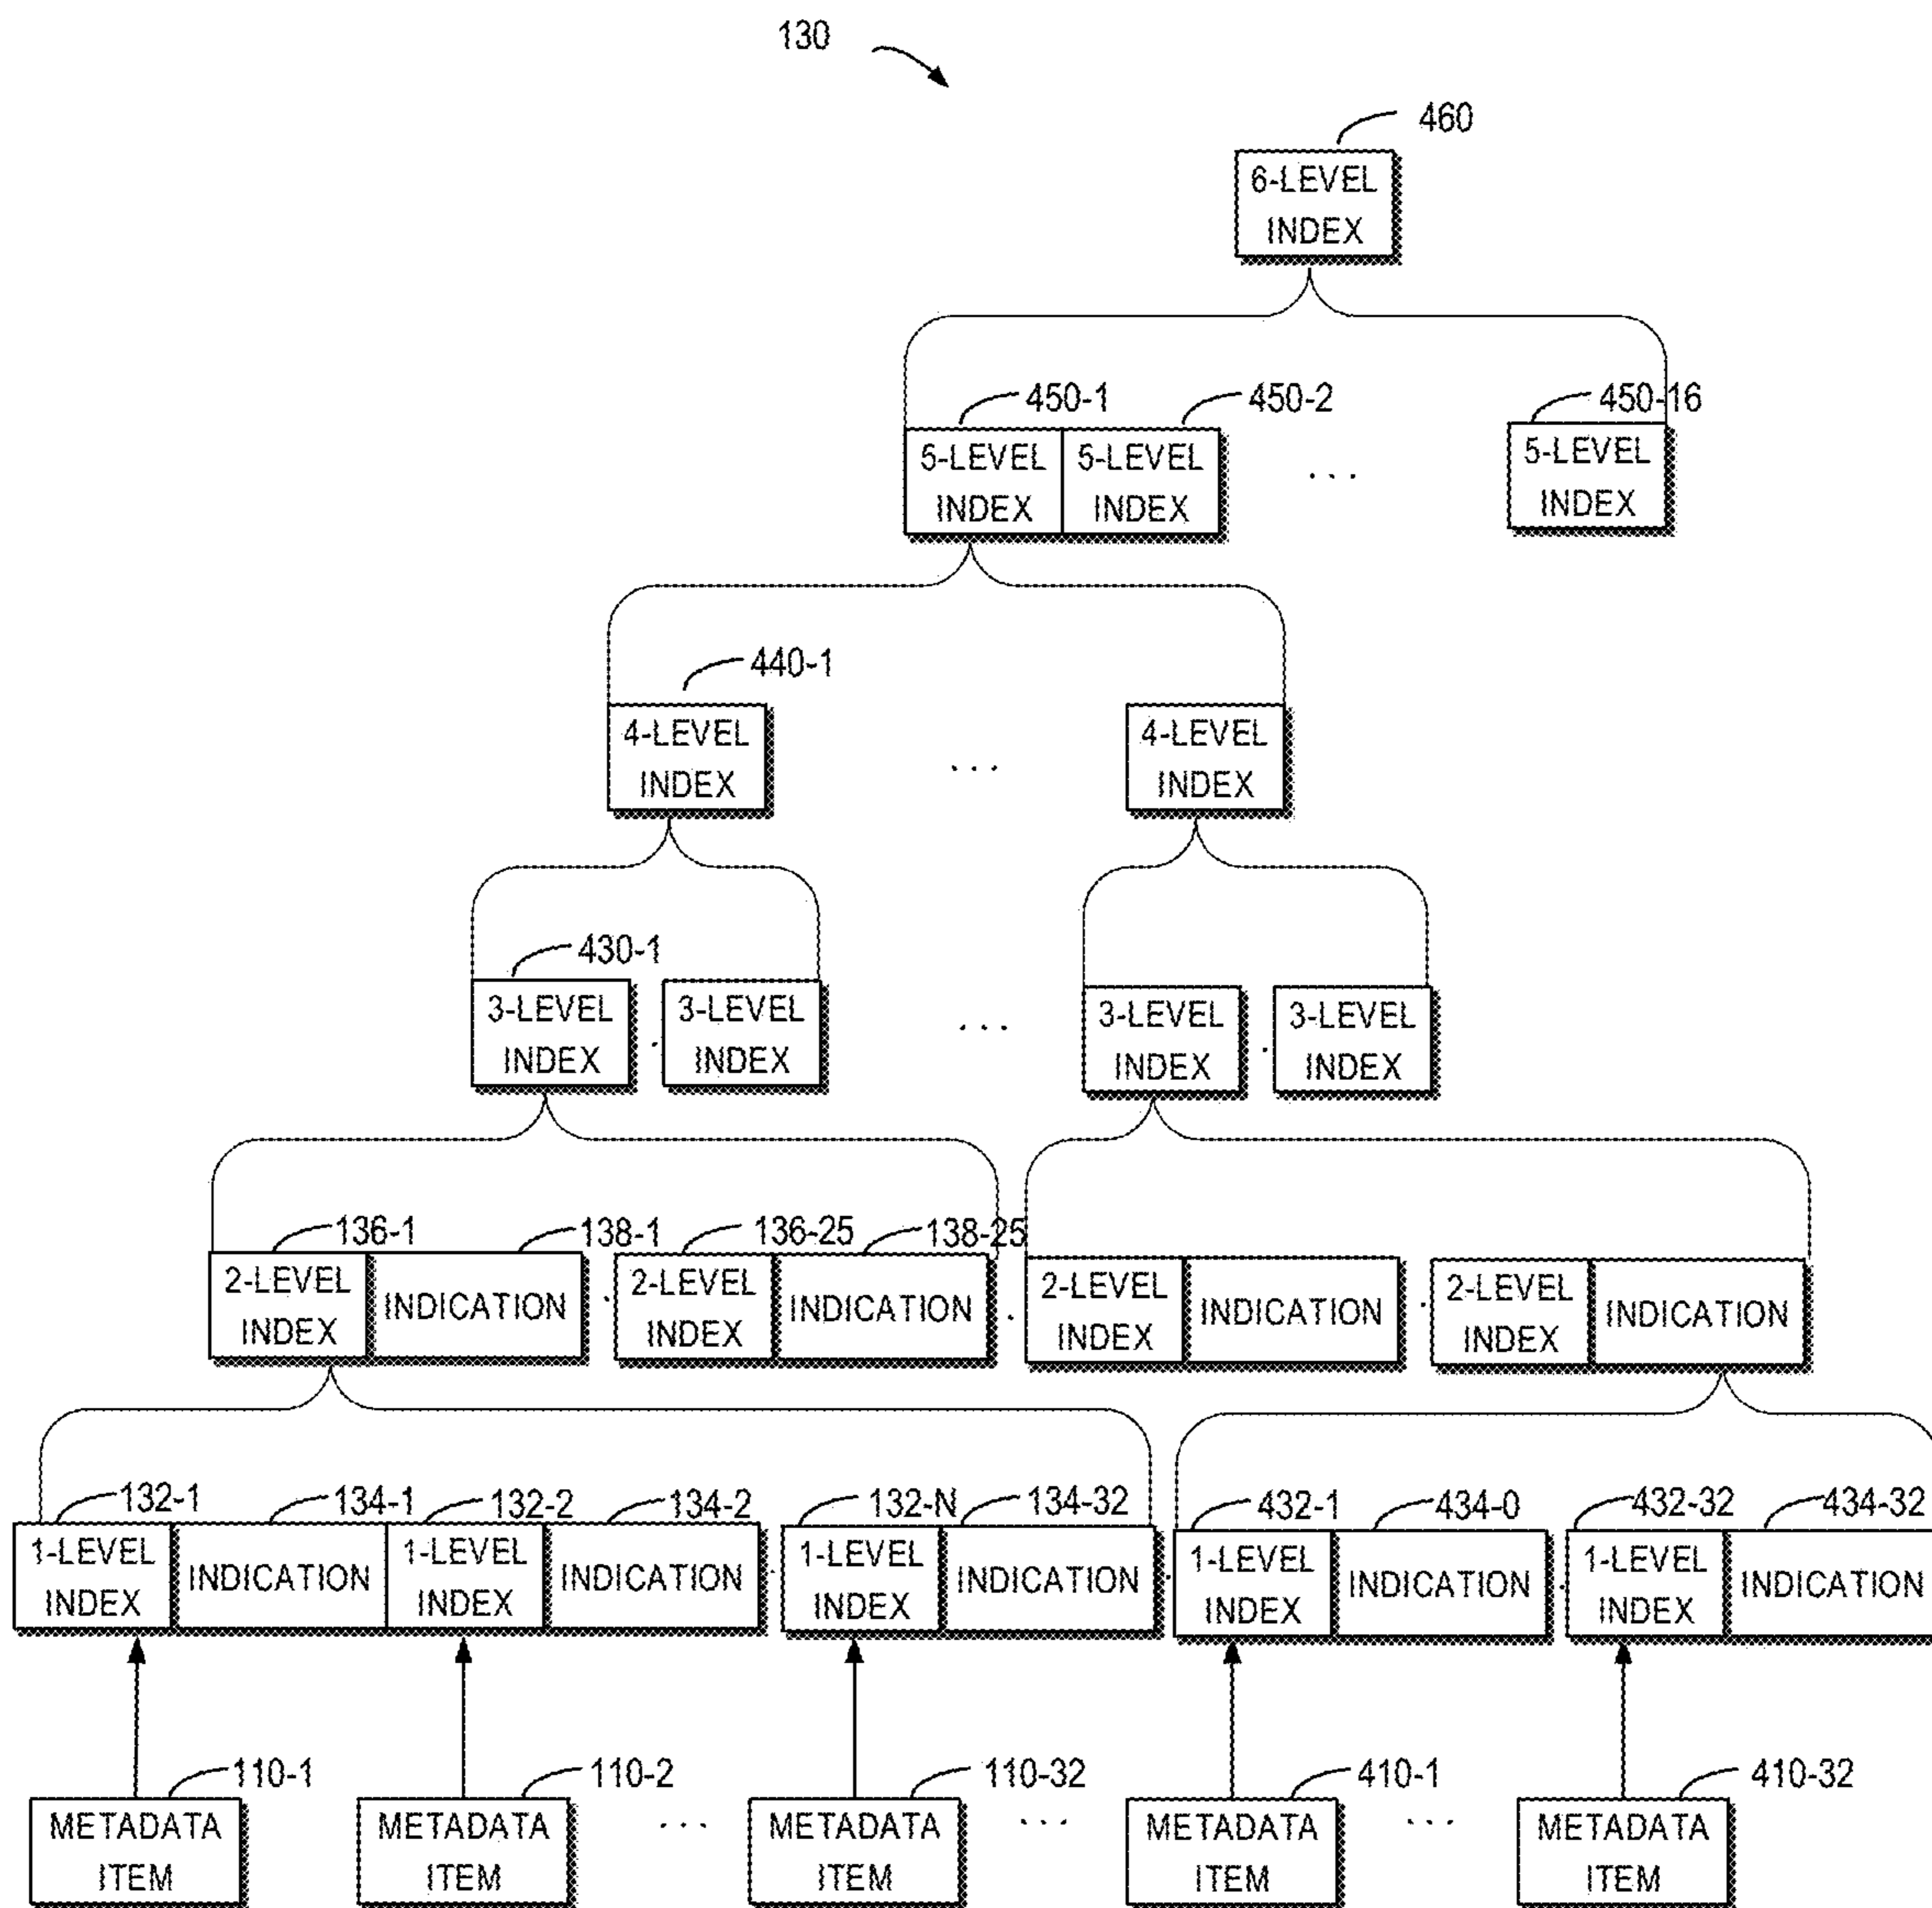 130
460
6-LEVEL
INDEX
450-1
450-2
450-16
5-LEVEL
INDEX
5-LEVEL
INDEX
...
5-LEVEL
INDEX
440-1
4-LEVEL
INDEX
...
4-LEVEL
INDEX
430-1
3-LEVEL
INDEX
.
3-LEVEL
INDEX
...
3-LEVEL
INDEX
.
3-LEVEL
INDEX
136-1
138-1
136-25
138-25
2-LEVEL
INDEX
INDICATION
.
2-LEVEL
INDEX
INDICATION
.
2-LEVEL
INDEX
INDICATION
.
2-LEVEL
INDEX
INDICATION
132-1
134-1
132-2
134-2
132-N
134-32
432-1
434-0
432-32
434-32
1-LEVEL
INDEX
INDICATION
1-LEVEL
INDEX
INDICATION
.
1-LEVEL
INDEX
INDICATION
.
1-LEVEL
INDEX
INDICATION
.
1-LEVEL
INDEX
INDICATION
110-1
110-2
110-32
410-1
410-32
METADATA
ITEM
METADATA
ITEM
...
METADATA
ITEM
...
METADATA
ITEM
...
METADATA
ITEM